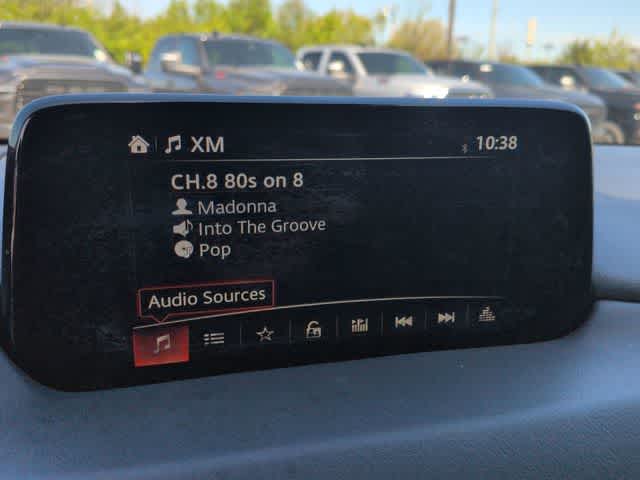 XM 10:38
CH.8 80s on 8
Madonna
Into The Groove
Pop
Audio Sources